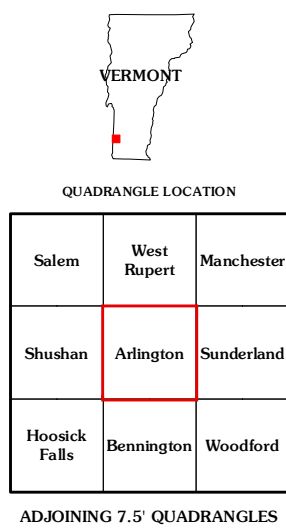 VERMONT
QUADRANGLE LOCATION
Salem
West
Rupert
Manchester
Shushan
Arlington
Sunderland
Hoosick
Falls
Bennington
Woodford
ADJOINING 7.5' QUADRANGLES